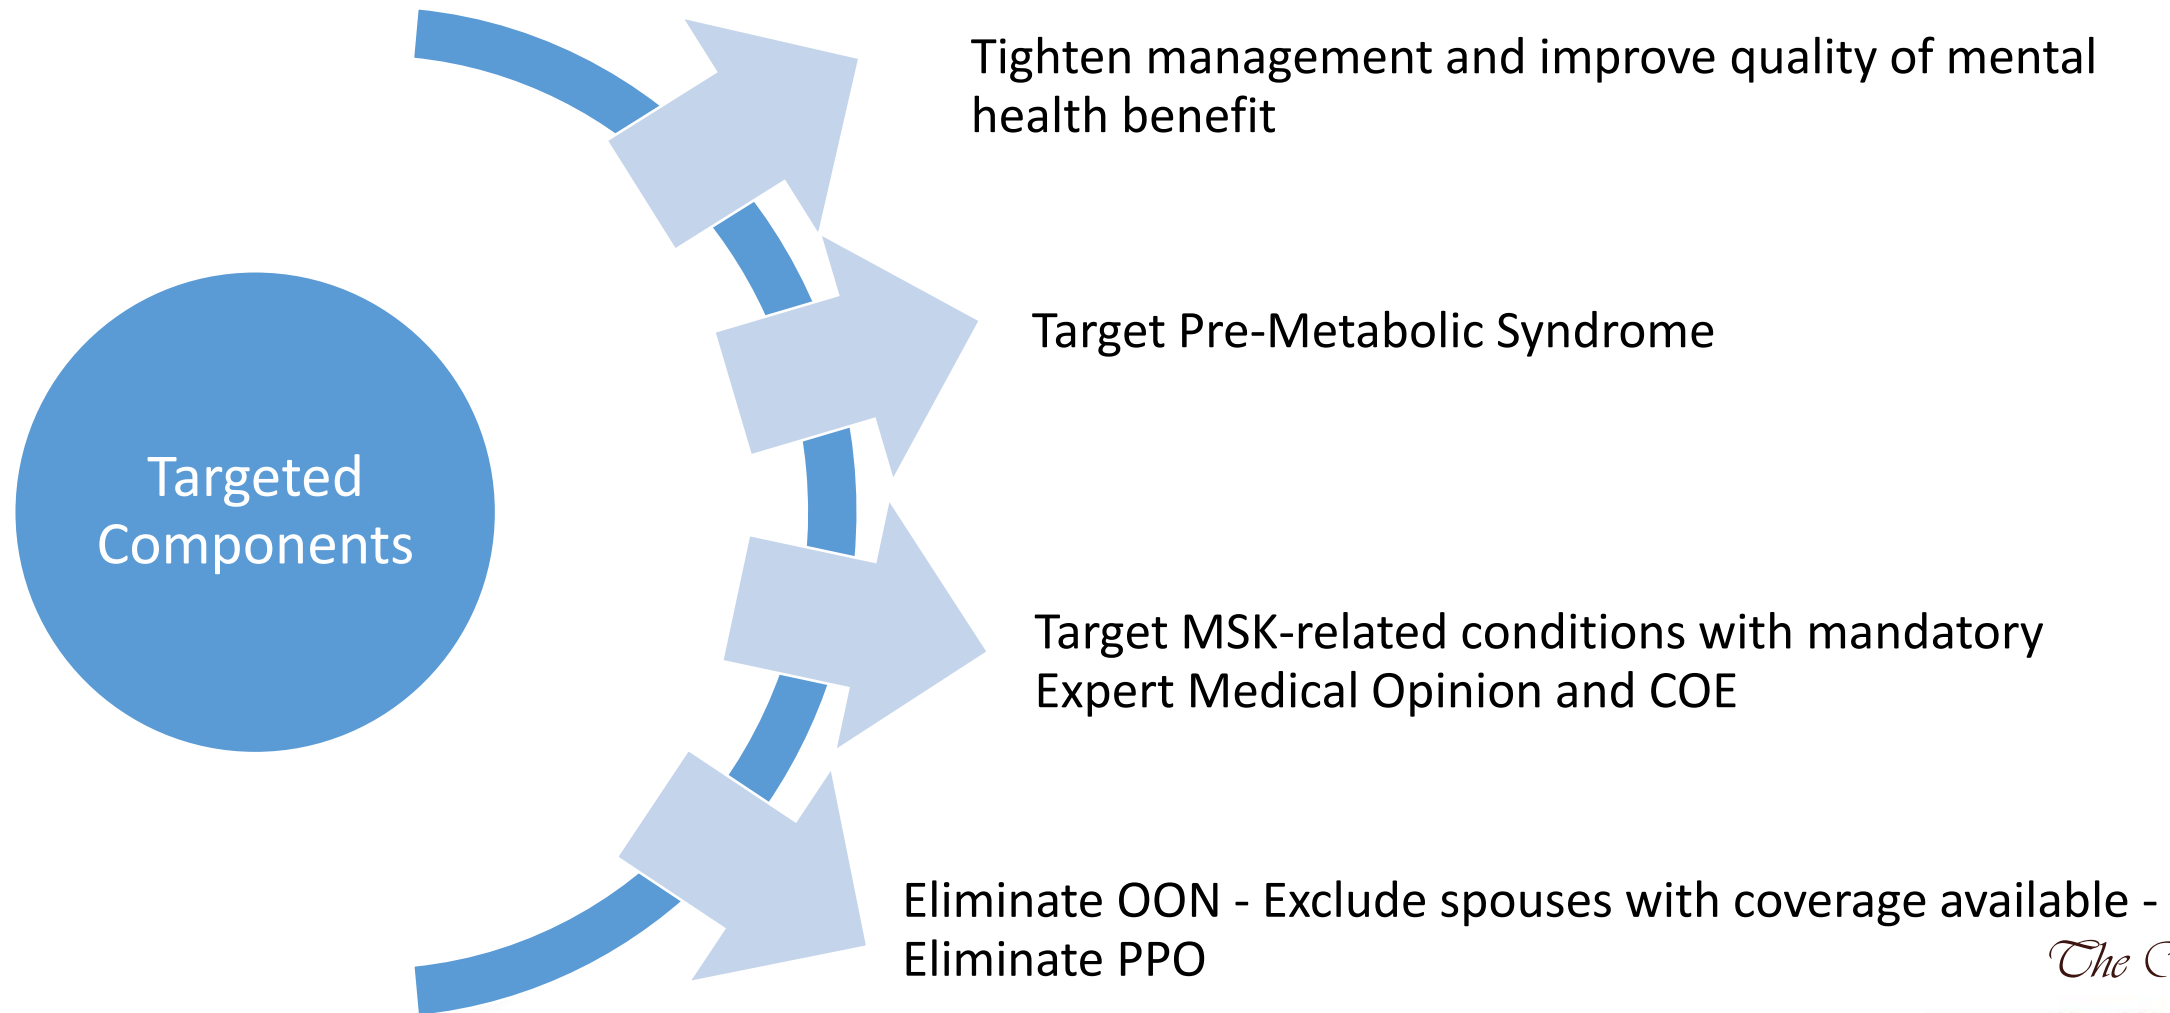 Tighten management and improve quality of mental
health benefit
Target Pre-Metabolic Syndrome
Targeted
Components
Target MSK-related conditions with mandatory
Expert Medical Opinion and COE
Eliminate OON - Exclude spouses with coverage available -
Eliminate PPO
The